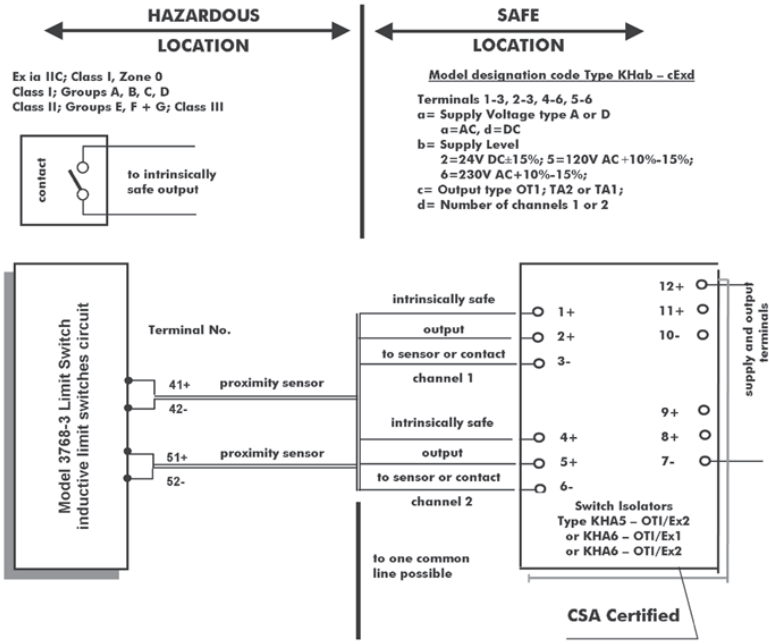 HAZARDOUS
LOCATION
SAFE
LOCATION
Ex ia IIC; Class I, Zone 0
Class I; Groups A, B, C, D
Class II; Groups E, F + G; Class III
contact
to intrinsically
safe output
Model designation code Type KHab – cExd
Terminals 1-3, 2-3, 4-6, 5-6
a= Supply Voltage type A or D
a=AC, d=DC
b= Supply Level
2=24V DC±15%; 5=120V AC +10%-15%;
6=230V AC+10%-15%;
c= Output type OT1; TA2 or TA1;
d= Number of channels 1 or 2
Model 3768-3 Limit Switch
inductive limit switches circuit
Terminal No.
41+
42-
proximity sensor
51+
52-
proximity sensor
intrinsically safe
output
to sensor or contact
channel 1
intrinsically safe
output
to sensor or contact
channel 2
1+
2+
3-
4+
5+
6-
12+
11+
10-
9+
8+
7-
supply and output
terminals
Switch Isolators
Type KHA5 – OTI/Ex2
or KHA6 – OTI/Ex1
or KHA6 – OTI/Ex2
to one common
line possible
CSA Certified